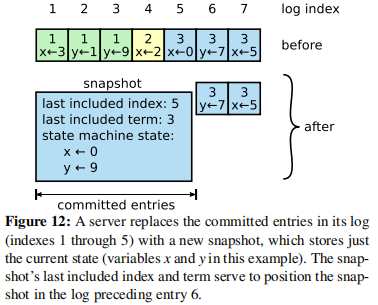 1 2 3 4 5 6 7 log index
1 1 1 2 3 3 3 before
x←3 y←1 y←9 x←2 x←0 y←7 x←5
snapshot
last included index: 5
last included term: 3
state machine state:
x ← 0
y ← 9
3 3
y←7 x←5
after
committed entries
Figure 12: A server replaces the committed entries in its log
(indexes 1 through 5) with a new snapshot, which stores just
the current state (variables x and y in this example). The snap-
shot's last included index and term serve to position the snap-
shot in the log preceding entry 6.